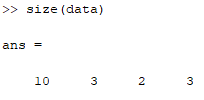 >> size(data)
ans =
10 3 2 3